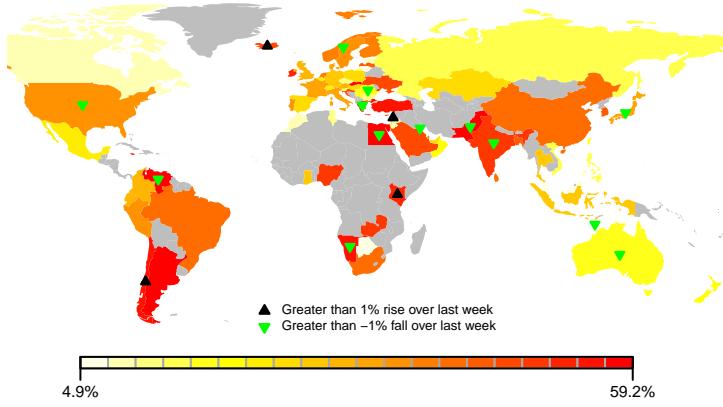 Greater than 1% rise over last week
Greater than −1% fall over last week
4.9%
59.2%